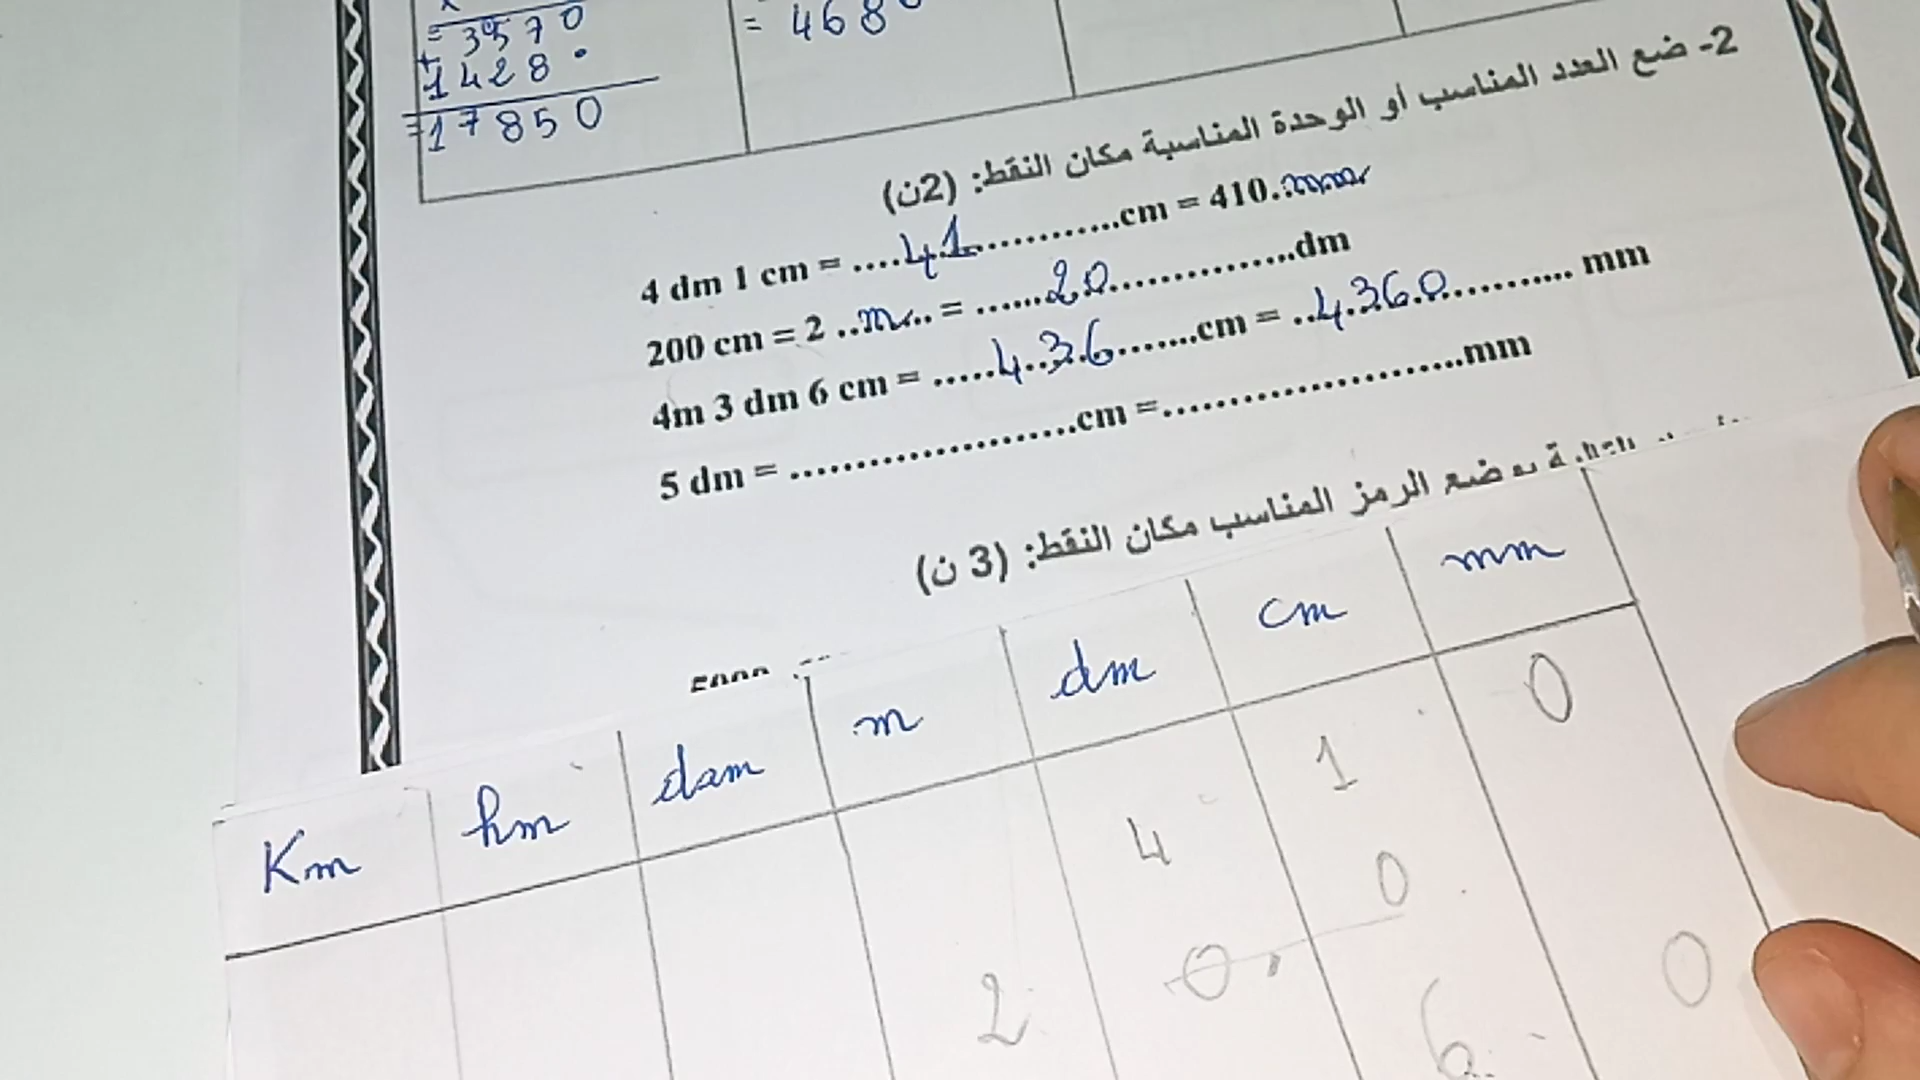 = 3570
+ 1428 •
= 17850
= 468
2- ضع العدد المناسب أو الوحدة المناسبة مكان النقط: (2ن)
4 dm 1 cm = ....41............cm = 410..mm
200 cm = 2 ..m.. = ......20..............dm
4m 3 dm 6 cm = .....436.......cm = ..4360.......... mm
5 dm = ......................cm =.......................mm
ضع الرمز المناسب مكان النقط: (3 ن)
Km hm dam m dm cm mm
4 1 0
2 0 0
6 0